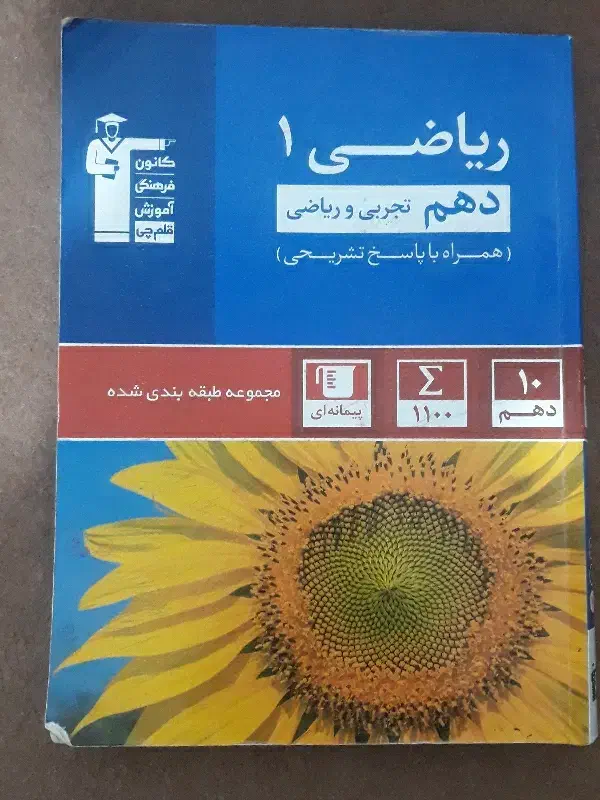 ریاضی ۱
دهم تجربی و ریاضی
(همراه با پاسخ تشریحی)
کانون
فرهنگی
آموزش
قلم‌چی
۱۰
دهم
Σ
۱۱۰۰
پیمانه‌ای
مجموعه طبقه بندی شده